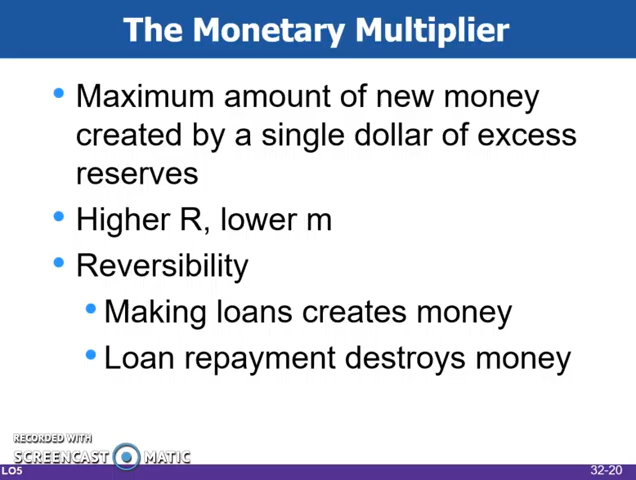 The Monetary Multiplier
Maximum amount of new money
created by a single dollar of excess
reserves
Higher R, lower m
Reversibility
Making loans creates money
Loan repayment destroys money
RECORDED WITH
SCREENCAST MATIC
LO5
32-20